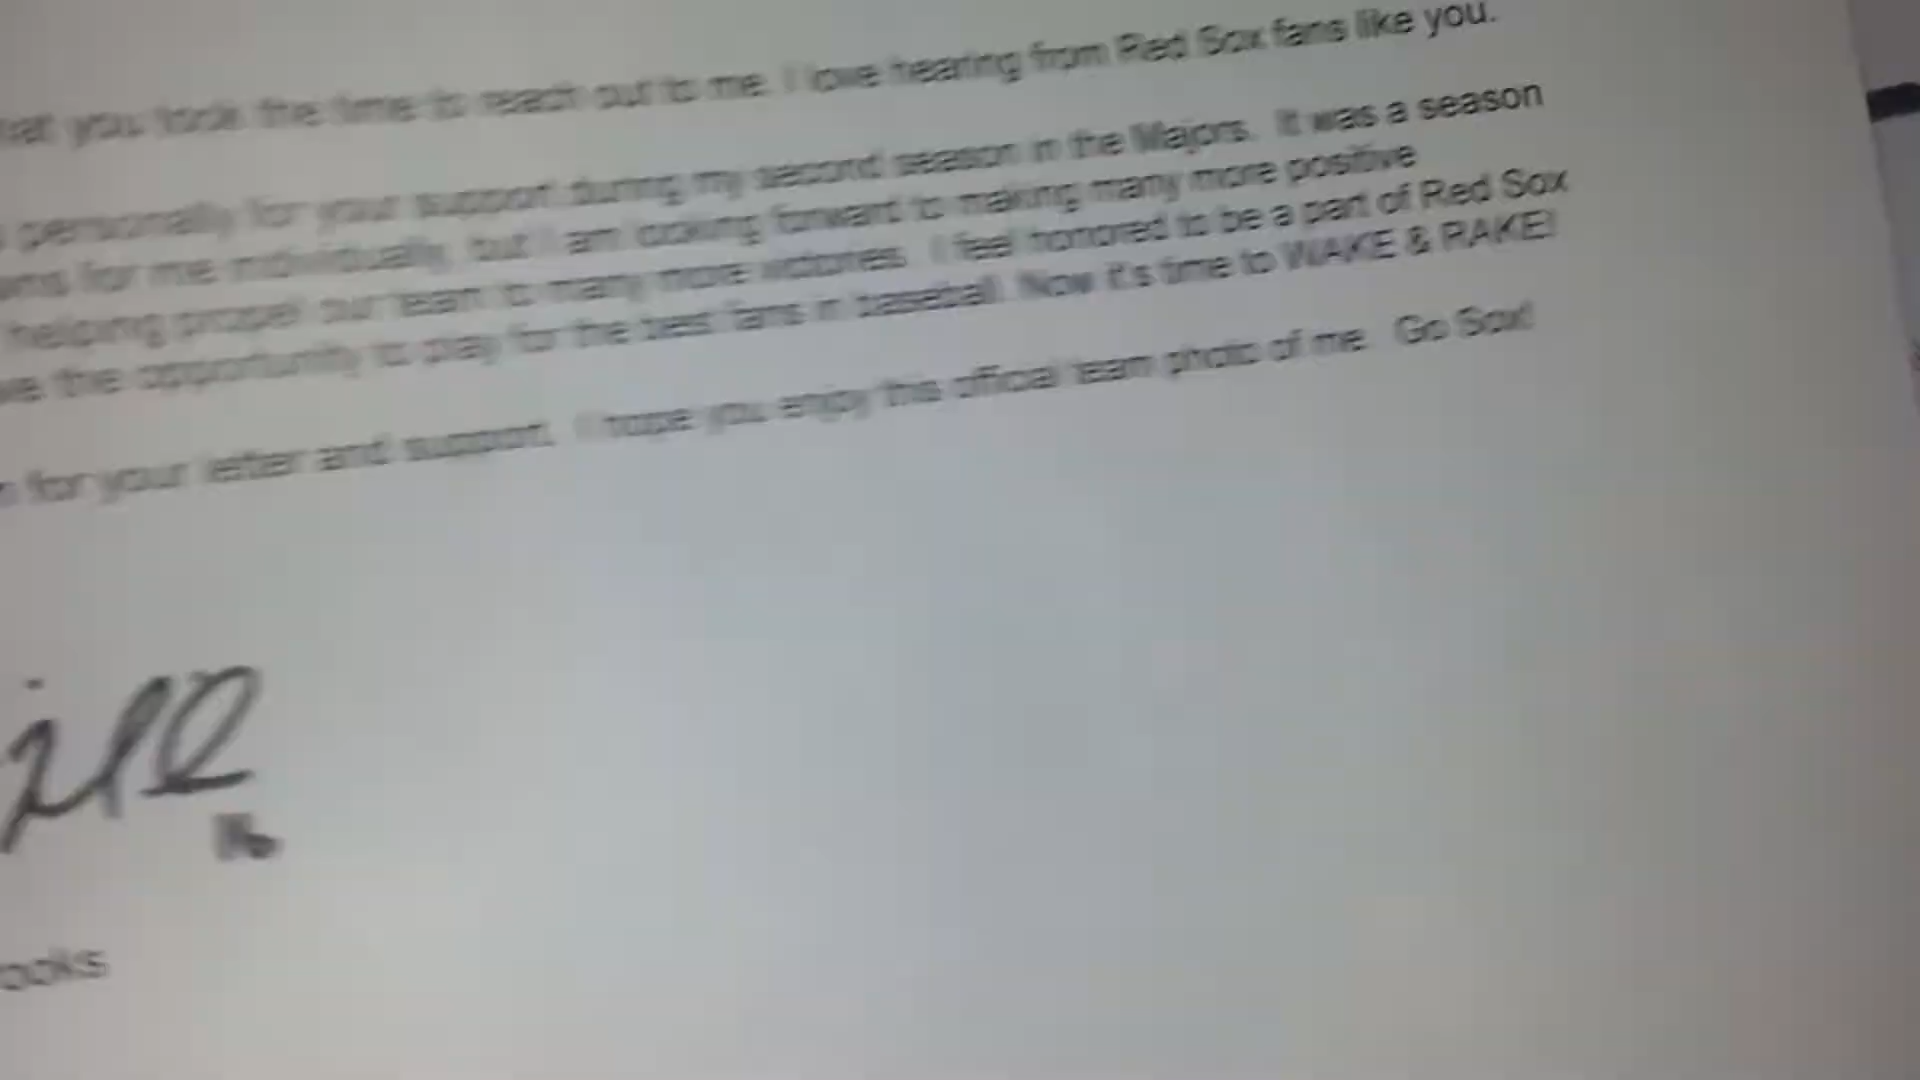 you took the time to reach out to me. I love hearing from Red Sox fans like you.
personally for your support during my second season in the Majors. It was a season
for me individually, but I am looking forward to making many more positive
helping propel our team to many more victories. I feel honored to be a part of Red Sox
the opportunity to play for the best fans in baseball. Now it's time to WAKE & RAKE!
for your letter and support. I hope you enjoy this official team photo of me. Go Sox!
16